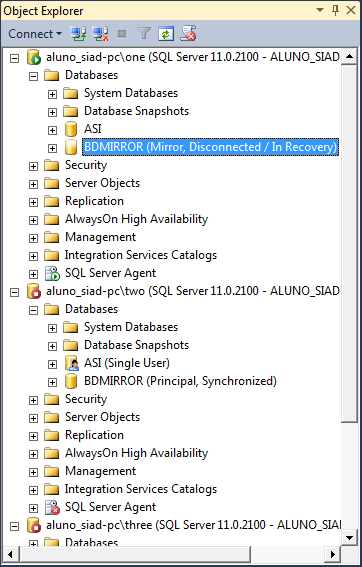 Object Explorer
Connect
aluno_siad-pc\one (SQL Server 11.0.2100 - ALUNO_SIAD
Databases
System Databases
Database Snapshots
ASI
BDMIRROR (Mirror, Disconnected / In Recovery)
Security
Server Objects
Replication
AlwaysOn High Availability
Management
Integration Services Catalogs
SQL Server Agent
aluno_siad-pc\two (SQL Server 11.0.2100 - ALUNO_SIAD
Databases
System Databases
Database Snapshots
ASI (Single User)
BDMIRROR (Principal, Synchronized)
Security
Server Objects
Replication
AlwaysOn High Availability
Management
Integration Services Catalogs
SQL Server Agent
aluno_siad-pc\three (SQL Server 11.0.2100 - ALUNO_SI
Databases